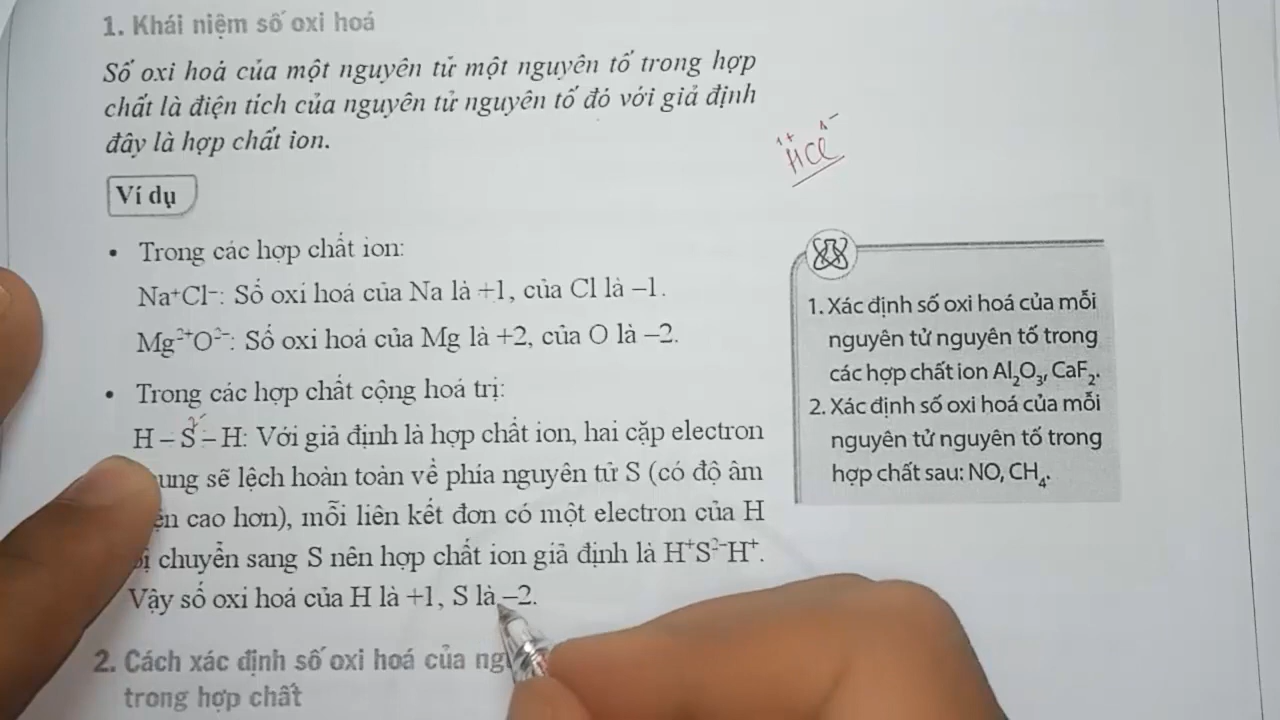 1. Khái niệm số oxi hoá
Số oxi hoá của một nguyên tử một nguyên tố trong hợp
chất là điện tích của nguyên tử nguyên tố đó với giả định
đây là hợp chất ion.
1+ 1-
HCl
Ví dụ
• Trong các hợp chất ion:
Na⁺Cl⁻: Số oxi hoá của Na là +1, của Cl là –1.
Mg²⁺O²⁻: Số oxi hoá của Mg là +2, của O là –2.
• Trong các hợp chất cộng hoá trị:
2-
H – S – H: Với giả định là hợp chất ion, hai cặp electron
ung sẽ lệch hoàn toàn về phía nguyên tử S (có độ âm
ện cao hơn), mỗi liên kết đơn có một electron của H
bị chuyển sang S nên hợp chất ion giả định là H⁺S²⁻H⁺.
Vậy số oxi hoá của H là +1, S là –2.
2. Cách xác định số oxi hoá của
trong hợp chất
1. Xác định số oxi hoá của mỗi
nguyên tử nguyên tố trong
các hợp chất ion Al₂O₃, CaF₂.
2. Xác định số oxi hoá của mỗi
nguyên tử nguyên tố trong
hợp chất sau: NO, CH₄.